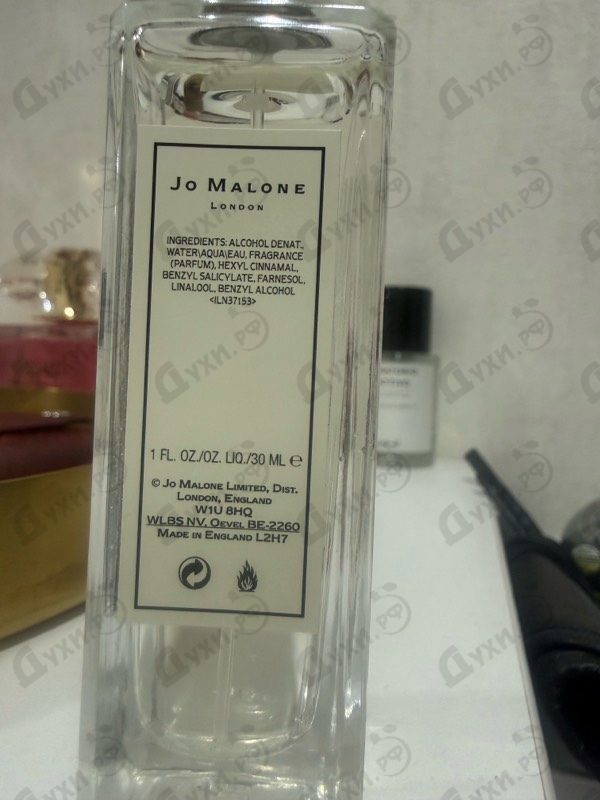 Jo Malone
London
INGREDIENTS: ALCOHOL DENAT.,
WATER\AQUA\EAU, FRAGRANCE
(PARFUM), HEXYL CINNAMAL,
BENZYL SALICYLATE, FARNESOL,
LINALOOL, BENZYL ALCOHOL
<ILN37153>
1 FL. OZ./OZ. LIQ./30 ML ℮
© Jo Malone Limited, Dist.
London, England
W1U 8HQ
WLBS NV, Oevel BE-2260
Made in England L2H7
Духи.РФ